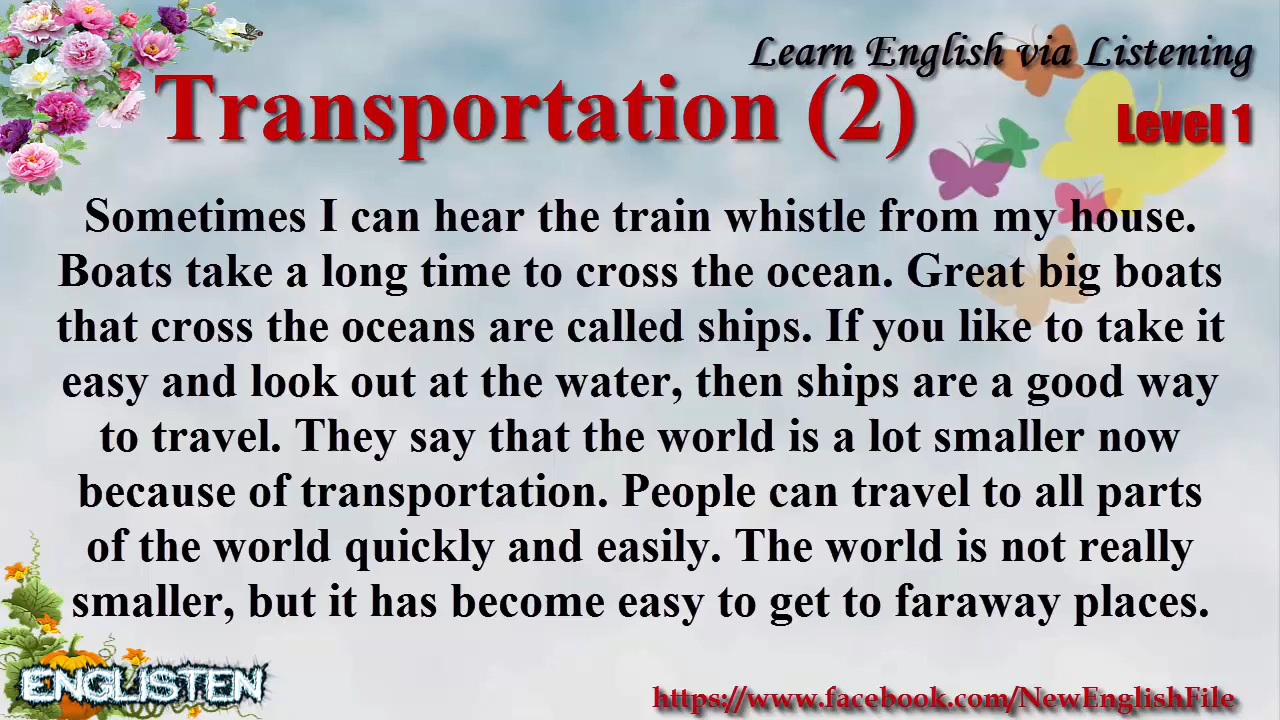 Learn English via Listening
Transportation (2)
Level 1
Sometimes I can hear the train whistle from my house.
Boats take a long time to cross the ocean. Great big boats
that cross the oceans are called ships. If you like to take it
easy and look out at the water, then ships are a good way
to travel. They say that the world is a lot smaller now
because of transportation. People can travel to all parts
of the world quickly and easily. The world is not really
smaller, but it has become easy to get to faraway places.
ENGLISTEN
https://www.facebook.com/NewEnglishFile